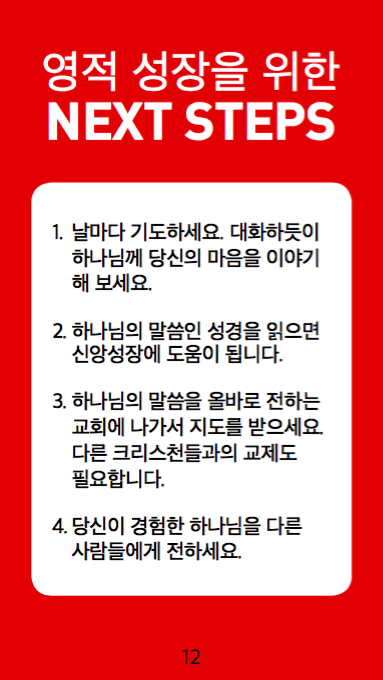 영적 성장을 위한
NEXT STEPS
1. 날마다 기도하세요. 대화하듯이
하나님께 당신의 마음을 이야기
해 보세요.
2. 하나님의 말씀인 성경을 읽으면
신앙성장에 도움이 됩니다.
3. 하나님의 말씀을 올바로 전하는
교회에 나가서 지도를 받으세요.
다른 크리스천들과의 교제도
필요합니다.
4. 당신이 경험한 하나님을 다른
사람들에게 전하세요.
12